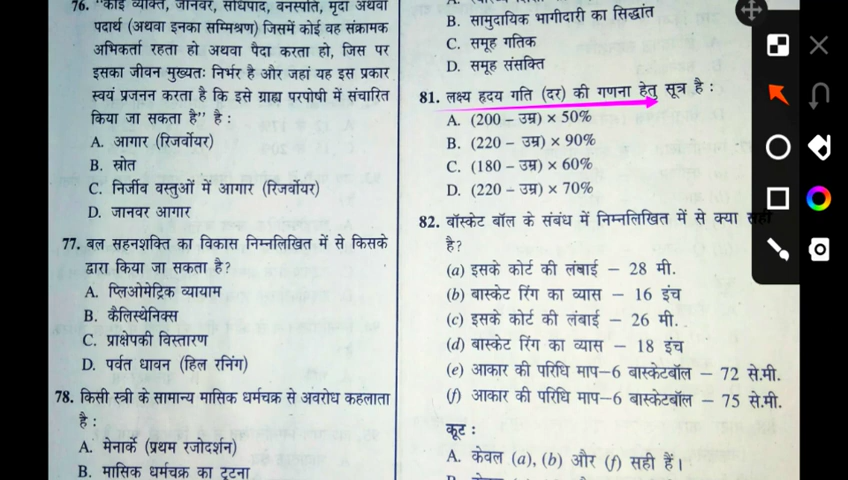 76. "कोई व्यक्ति, जानवर, संधिपाद, वनस्पति, मृदा अथवा
पदार्थ (अथवा इनका सम्मिश्रण) जिसमें कोई वह संक्रामक
अभिकर्ता रहता हो अथवा पैदा करता हो, जिस पर
इसका जीवन मुख्यतः निर्भर है और जहां यह इस प्रकार
स्वयं प्रजनन करता है कि इसे ग्राह्य परपोषी में संचारित
किया जा सकता है" है :
A. आगार (रिजर्वोयर)
B. स्रोत
C. निर्जीव वस्तुओं में आगार (रिजर्वोयर)
D. जानवर आगार
77. बल सहनशक्ति का विकास निम्नलिखित में से किसके
द्वारा किया जा सकता है?
A. प्लिओमेट्रिक व्यायाम
B. कैलिस्थेनिक्स
C. प्राक्षेपकी विस्तारण
D. पर्वत धावन (हिल रनिंग)
78. किसी स्त्री के सामान्य मासिक धर्मचक्र से अवरोध कहलाता
है :
A. मेनार्के (प्रथम रजोदर्शन)
B. मासिक धर्मचक्र का टूटना
B. सामुदायिक भागीदारी का सिद्धांत
C. समूह गतिक
D. समूह संसक्ति
81. लक्ष्य हृदय गति (दर) की गणना हेतु सूत्र है :
A. (200 – उम्र) × 50%
B. (220 – उम्र) × 90%
C. (180 – उम्र) × 60%
D. (220 – उम्र) × 70%
82. बॉस्केट बॉल के संबंध में निम्नलिखित में से क्या सही
है?
(a) इसके कोर्ट की लंबाई – 28 मी.
(b) बास्केट रिंग का व्यास – 16 इंच
(c) इसके कोर्ट की लंबाई – 26 मी.
(d) बास्केट रिंग का व्यास – 18 इंच
(e) आकार की परिधि माप–6 बास्केटबॉल – 72 से.मी.
(f) आकार की परिधि माप–6 बास्केटबॉल – 75 से.मी.
कूट :
A. केवल (a), (b) और (f) सही हैं।